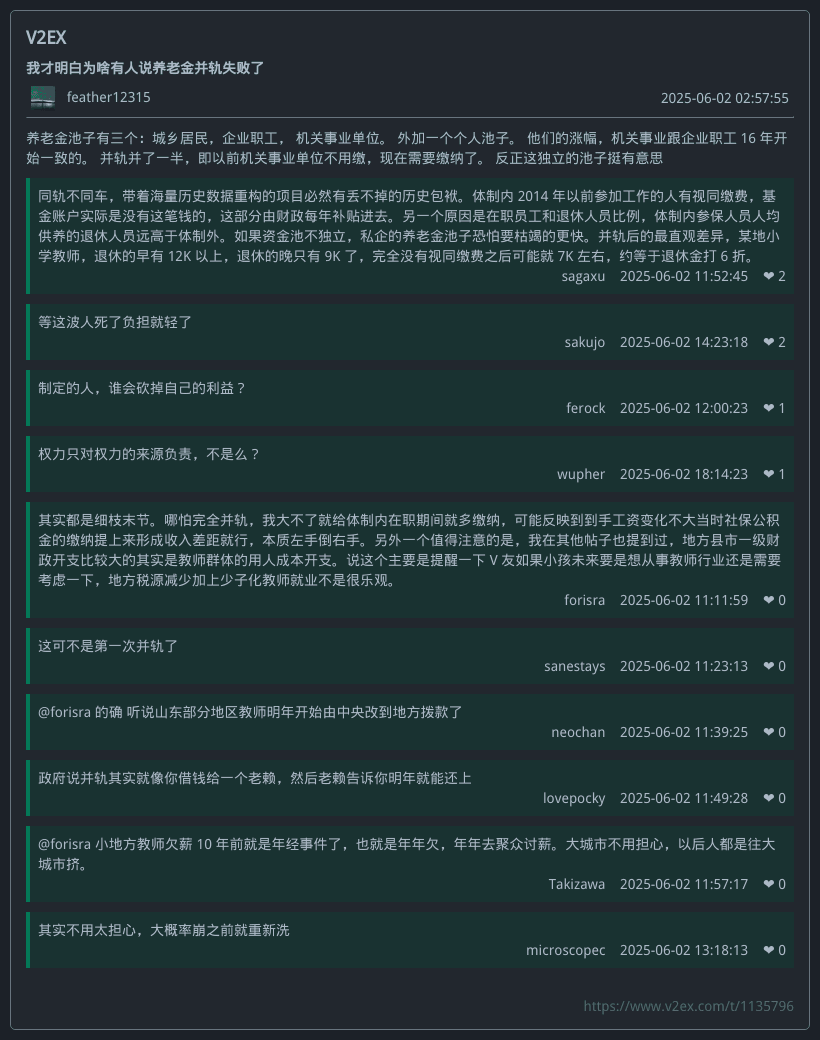 V2EX
我才明白为啥有人说养老金并轨失败了
feather12315
2025-06-02 02:57:55
养老金池子有三个：城乡居民，企业职工， 机关事业单位。 外加一个个人池子。 他们的涨幅，机关事业跟企业职工 16 年开
始一致的。 并轨并了一半，即以前机关事业单位不用缴，现在需要缴纳了。 反正这独立的池子挺有意思
同轨不同车，带着海量历史数据重构的项目必然有丢不掉的历史包袱。体制内 2014 年以前参加工作的人有视同缴费，基
金账户实际是没有这笔钱的，这部分由财政每年补贴进去。另一个原因是在职员工和退休人员比例，体制内参保人员人均
供养的退休人员远高于体制外。如果资金池不独立，私企的养老金池子恐怕要枯竭的更快。并轨后的最直观差异，某地小
学教师，退休的早有 12K 以上，退休的晚只有 9K 了，完全没有视同缴费之后可能就 7K 左右，约等于退休金打 6 折。
sagaxu 2025-06-02 11:52:45 ❤ 2
等这波人死了负担就轻了
sakujo 2025-06-02 14:23:18 ❤ 2
制定的人，谁会砍掉自己的利益？
ferock 2025-06-02 12:00:23 ❤ 1
权力只对权力的来源负责，不是么？
wupher 2025-06-02 18:14:23 ❤ 1
其实都是细枝末节。哪怕完全并轨，我大不了就给体制内在职期间就多缴纳，可能反映到到手工资变化不大当时社保公积
金的缴纳提上来形成收入差距就行，本质左手倒右手。另外一个值得注意的是，我在其他帖子也提到过，地方县市一级财
政开支比较大的其实是教师群体的用人成本开支。说这个主要是提醒一下 V 友如果小孩未来要是想从事教师行业还是需要
考虑一下，地方税源减少加上少子化教师就业不是很乐观。
forisra 2025-06-02 11:11:59 ❤ 0
这可不是第一次并轨了
sanestays 2025-06-02 11:23:13 ❤ 0
@forisra 的确 听说山东部分地区教师明年开始由中央改到地方拨款了
neochan 2025-06-02 11:39:25 ❤ 0
政府说并轨其实就像你借钱给一个老赖，然后老赖告诉你明年就能还上
lovepocky 2025-06-02 11:49:28 ❤ 0
@forisra 小地方教师欠薪 10 年前就是年经事件了，也就是年年欠，年年去聚众讨薪。大城市不用担心，以后人都是往大
城市挤。
Takizawa 2025-06-02 11:57:17 ❤ 0
其实不用太担心，大概率崩之前就重新洗
microscopec 2025-06-02 13:18:13 ❤ 0
https://www.v2ex.com/t/1135796